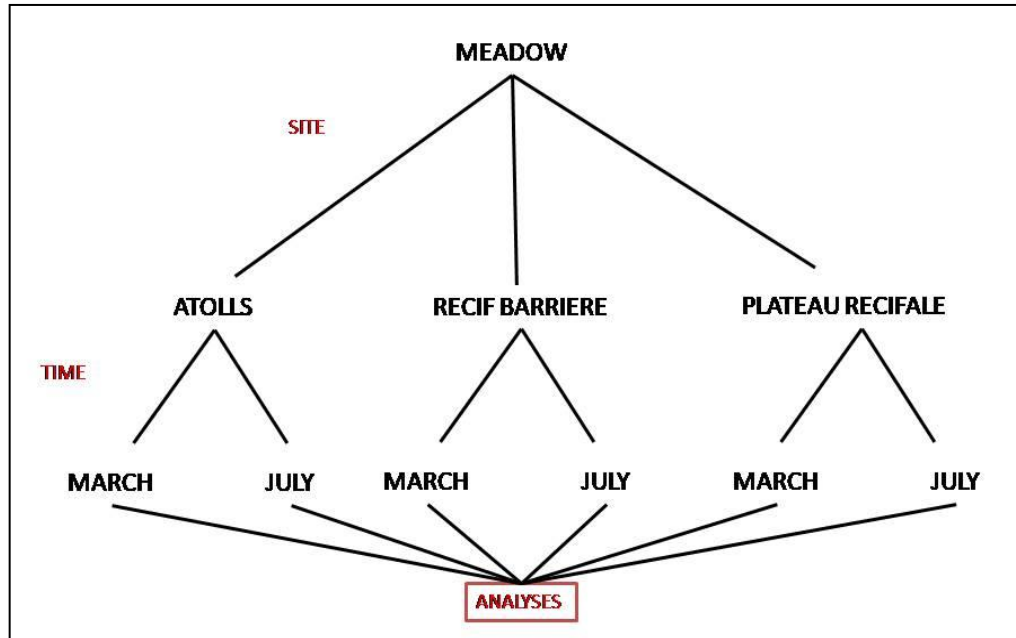 MEADOW
SITE
ATOLLS
RECIF BARRIERE
PLATEAU RECIFALE
TIME
MARCH
JULY
MARCH
JULY
MARCH
JULY
ANALYSES